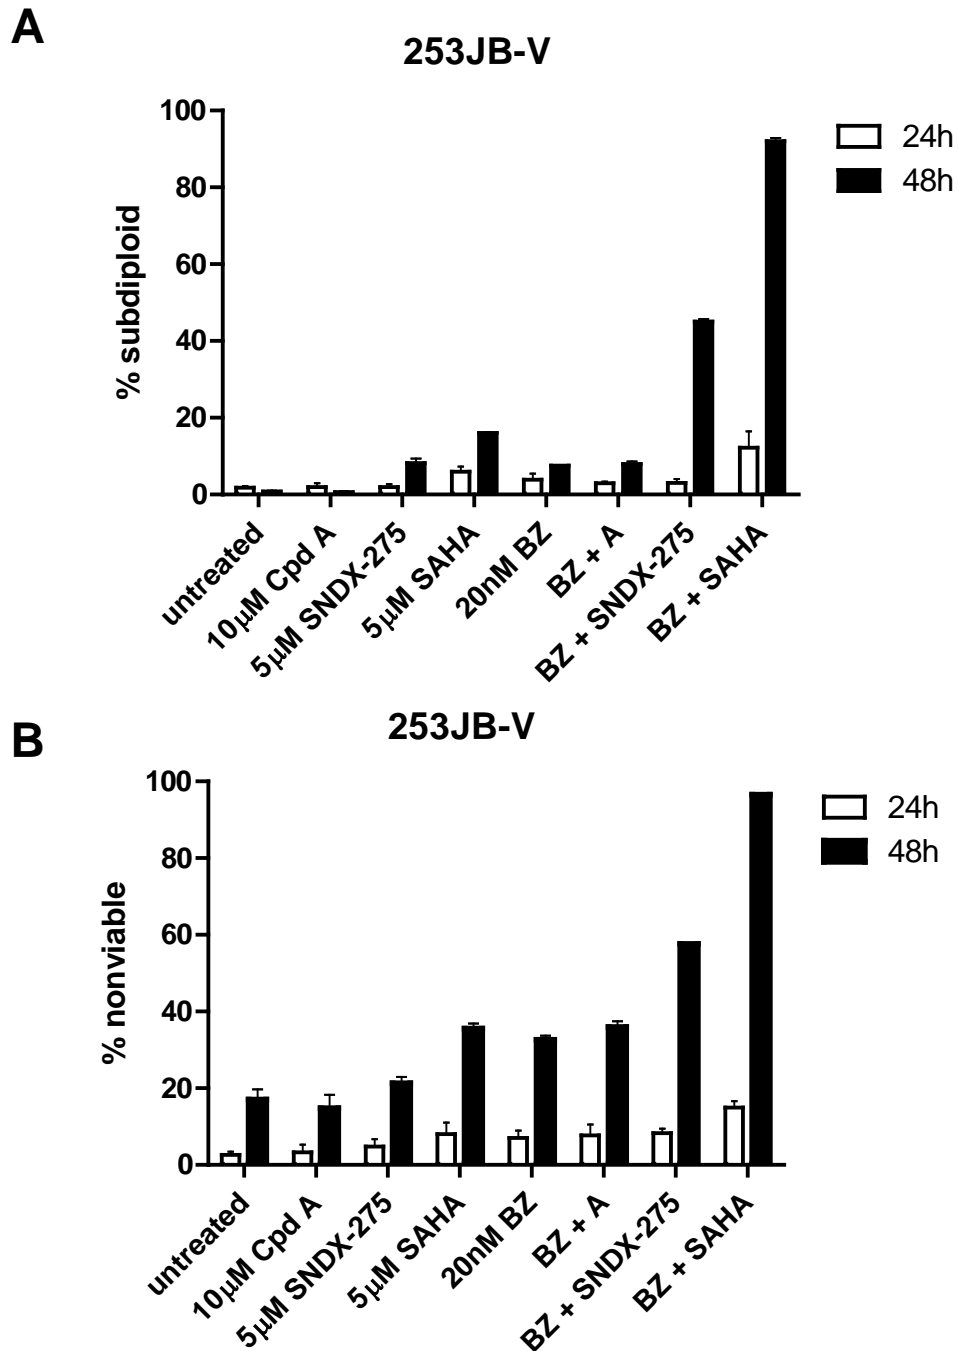 A
253JB-V
100
80
60
40
20
0
% subdiploid
24h
48h
untreated
10μM Cpd A
5μM SNDX-275
5μM SAHA
20nM BZ
BZ + A
BZ + SNDX-275
BZ + SAHA
B
253JB-V
100
80
60
40
20
0
% nonviable
24h
48h
untreated
10μM Cpd A
5μM SNDX-275
5μM SAHA
20nM BZ
BZ + A
BZ + SNDX-275
BZ + SAHA